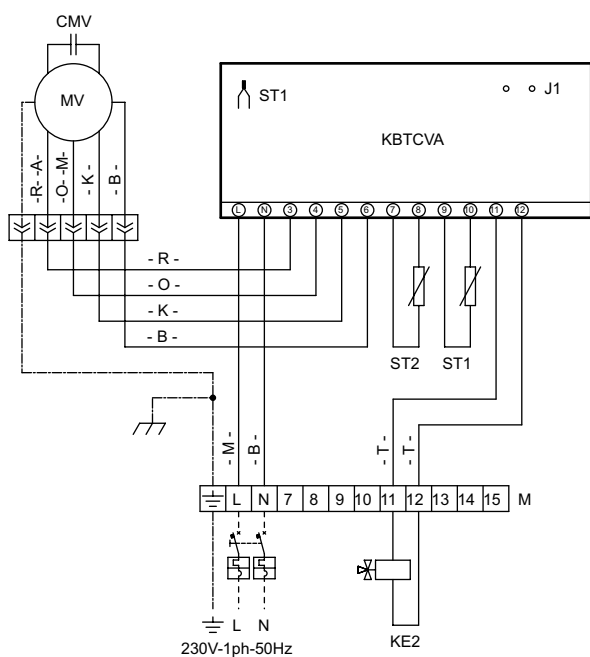 CMV
MV
-R- -A-
-O- -M-
- K -
- B -
ST1
J1
KBTCVA
L N 3 4 5 6 7 8 9 10 11 12
- R -
- O -
- K -
- B -
ST2 ST1
- M -
- B -
- T -
- T -
L N 7 8 9 10 11 12 13 14 15 M
L N
KE2
230V-1ph-50Hz